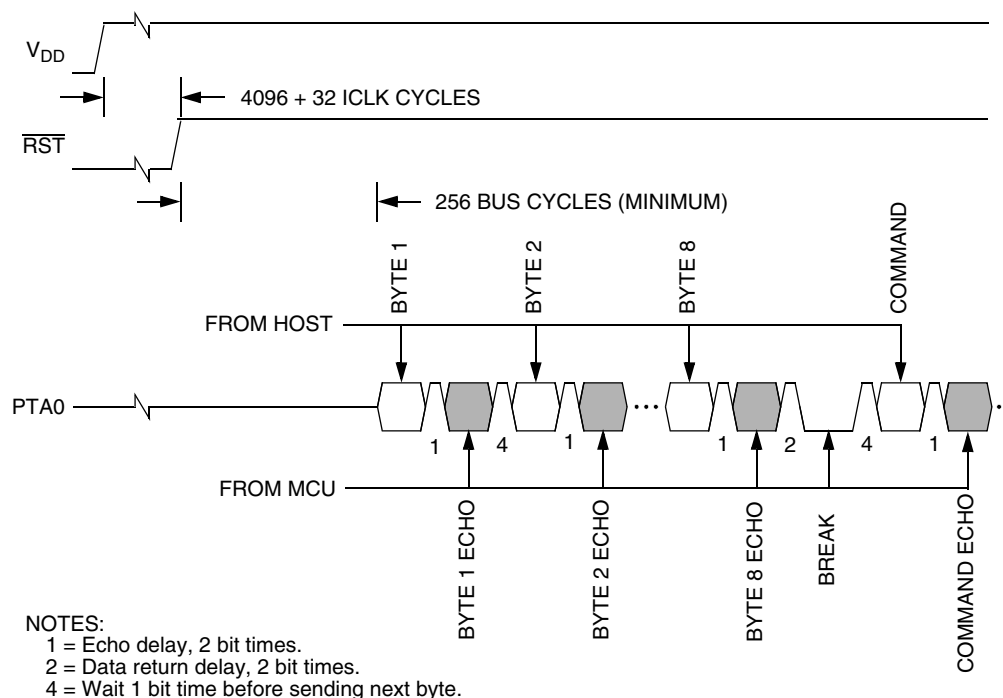 VDD
4096 + 32 ICLK CYCLES
RST
256 BUS CYCLES (MINIMUM)
BYTE 1
BYTE 2
BYTE 8
COMMAND
FROM HOST
PTA0
1
4
1
1
2
4
1
FROM MCU
BYTE 1 ECHO
BYTE 2 ECHO
BYTE 8 ECHO
BREAK
COMMAND ECHO
NOTES:
1 = Echo delay, 2 bit times.
2 = Data return delay, 2 bit times.
4 = Wait 1 bit time before sending next byte.